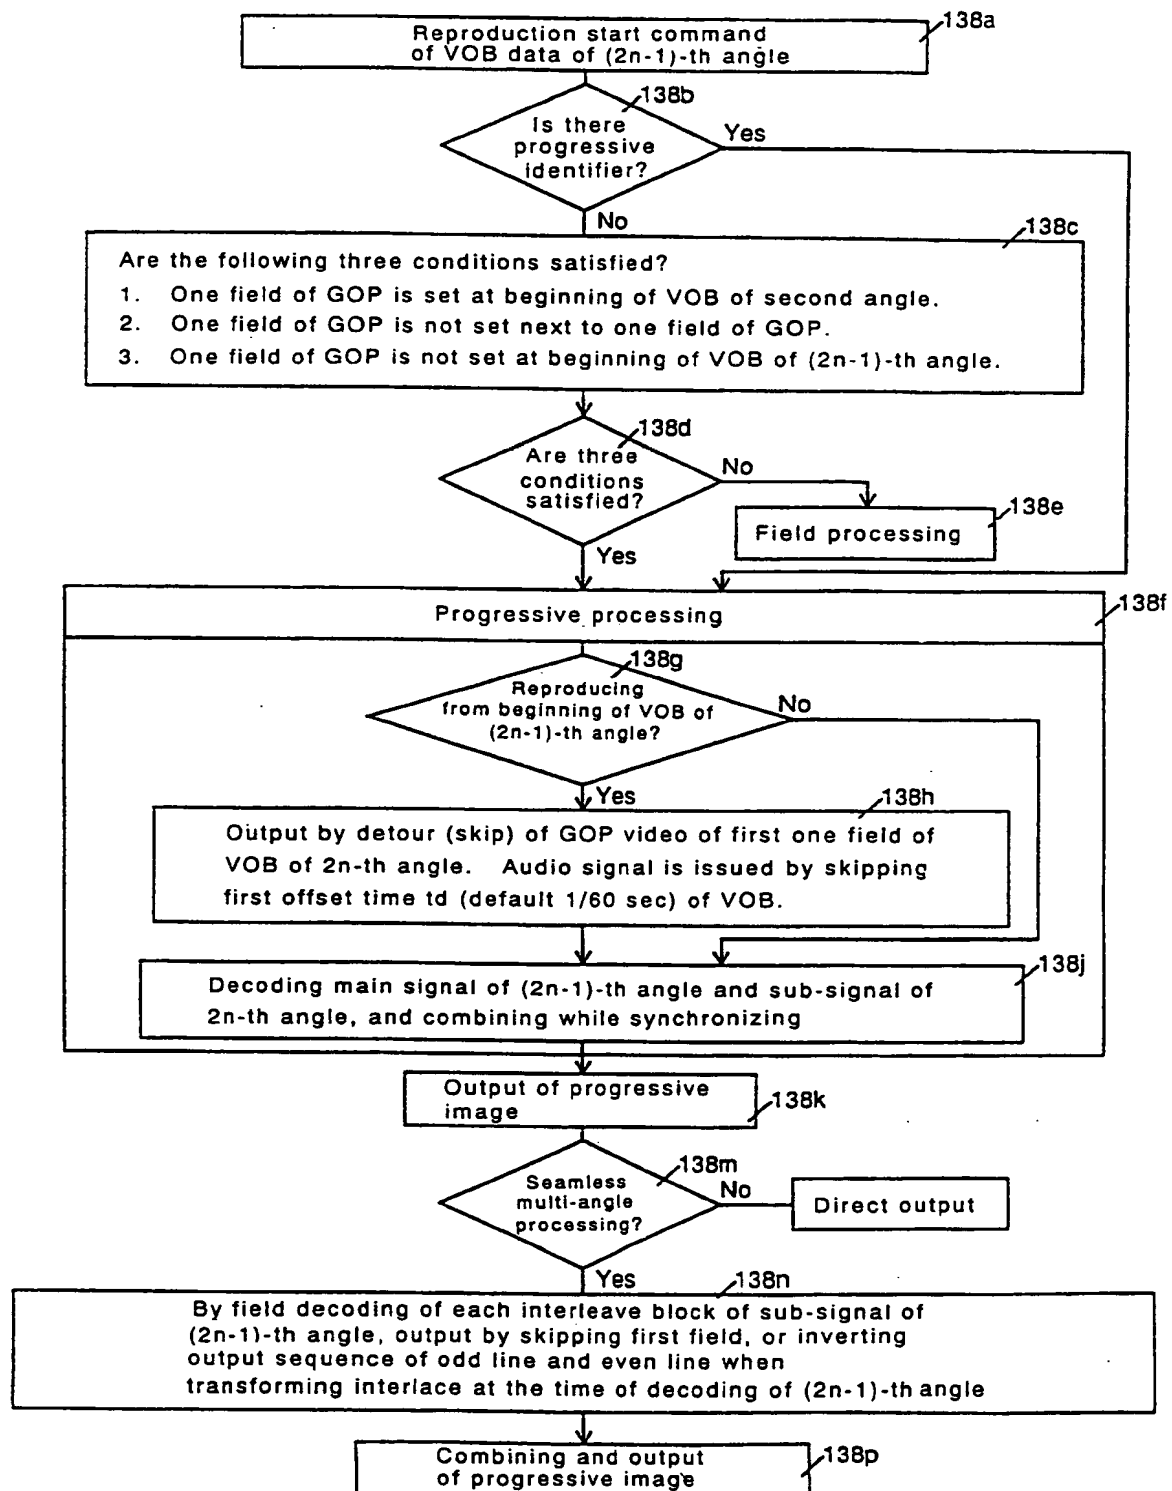 138a
Reproduction start command
of VOB data of (2n-1)-th angle
138b
Is there
progressive
identifier?
Yes
No
138c
Are the following three conditions satisfied?
1. One field of GOP is set at beginning of VOB of second angle.
2. One field of GOP is not set next to one field of GOP.
3. One field of GOP is not set at beginning of VOB of (2n-1)-th angle.
138d
Are three
conditions
satisfied?
No
138e
Field processing
Yes
138f
Progressive processing
138g
Reproducing
from beginning of VOB of
(2n-1)-th angle?
No
Yes
138h
Output by detour (skip) of GOP video of first one field of
VOB of 2n-th angle. Audio signal is issued by skipping
first offset time td (default 1/60 sec) of VOB.
138j
Decoding main signal of (2n-1)-th angle and sub-signal of
2n-th angle, and combining while synchronizing
Output of progressive
image
138k
138m
Seamless
multi-angle
processing?
No
Direct output
Yes
138n
By field decoding of each interleave block of sub-signal of
(2n-1)-th angle, output by skipping first field, or inverting
output sequence of odd line and even line when
transforming interlace at the time of decoding of (2n-1)-th angle
Combining and output
of progressive image
138p